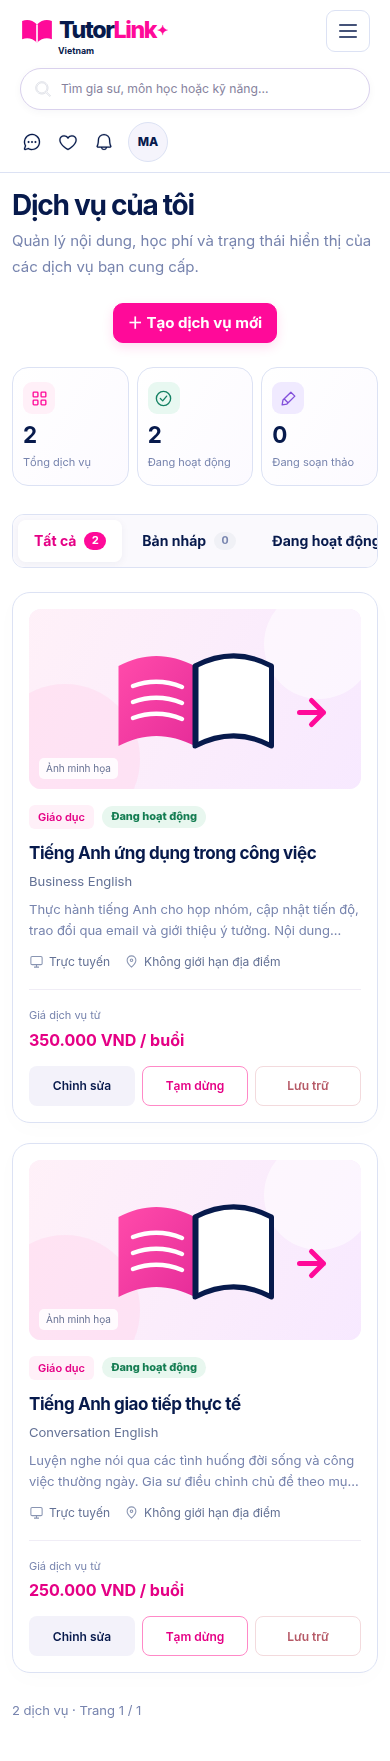 TutorLink
Vietnam
Tìm gia sư, môn học hoặc kỹ năng...
MA
Dịch vụ của tôi
Quản lý nội dung, học phí và trạng thái hiển thị của
các dịch vụ bạn cung cấp.
+ Tạo dịch vụ mới
2
Tổng dịch vụ
2
Đang hoạt động
0
Đang soạn thảo
Tất cả 2
Bản nháp 0
Đang hoạt động
Ảnh minh họa
Giáo dục
Đang hoạt động
Tiếng Anh ứng dụng trong công việc
Business English
Thực hành tiếng Anh cho họp nhóm, cập nhật tiến độ,
trao đổi qua email và giới thiệu ý tưởng. Nội dung...
Trực tuyến
Không giới hạn địa điểm
Giá dịch vụ từ
350.000 VND / buổi
Chỉnh sửa
Tạm dừng
Lưu trữ
Ảnh minh họa
Giáo dục
Đang hoạt động
Tiếng Anh giao tiếp thực tế
Conversation English
Luyện nghe nói qua các tình huống đời sống và công
việc thường ngày. Gia sư điều chỉnh chủ đề theo mụ...
Trực tuyến
Không giới hạn địa điểm
Giá dịch vụ từ
250.000 VND / buổi
Chỉnh sửa
Tạm dừng
Lưu trữ
2 dịch vụ · Trang 1 / 1